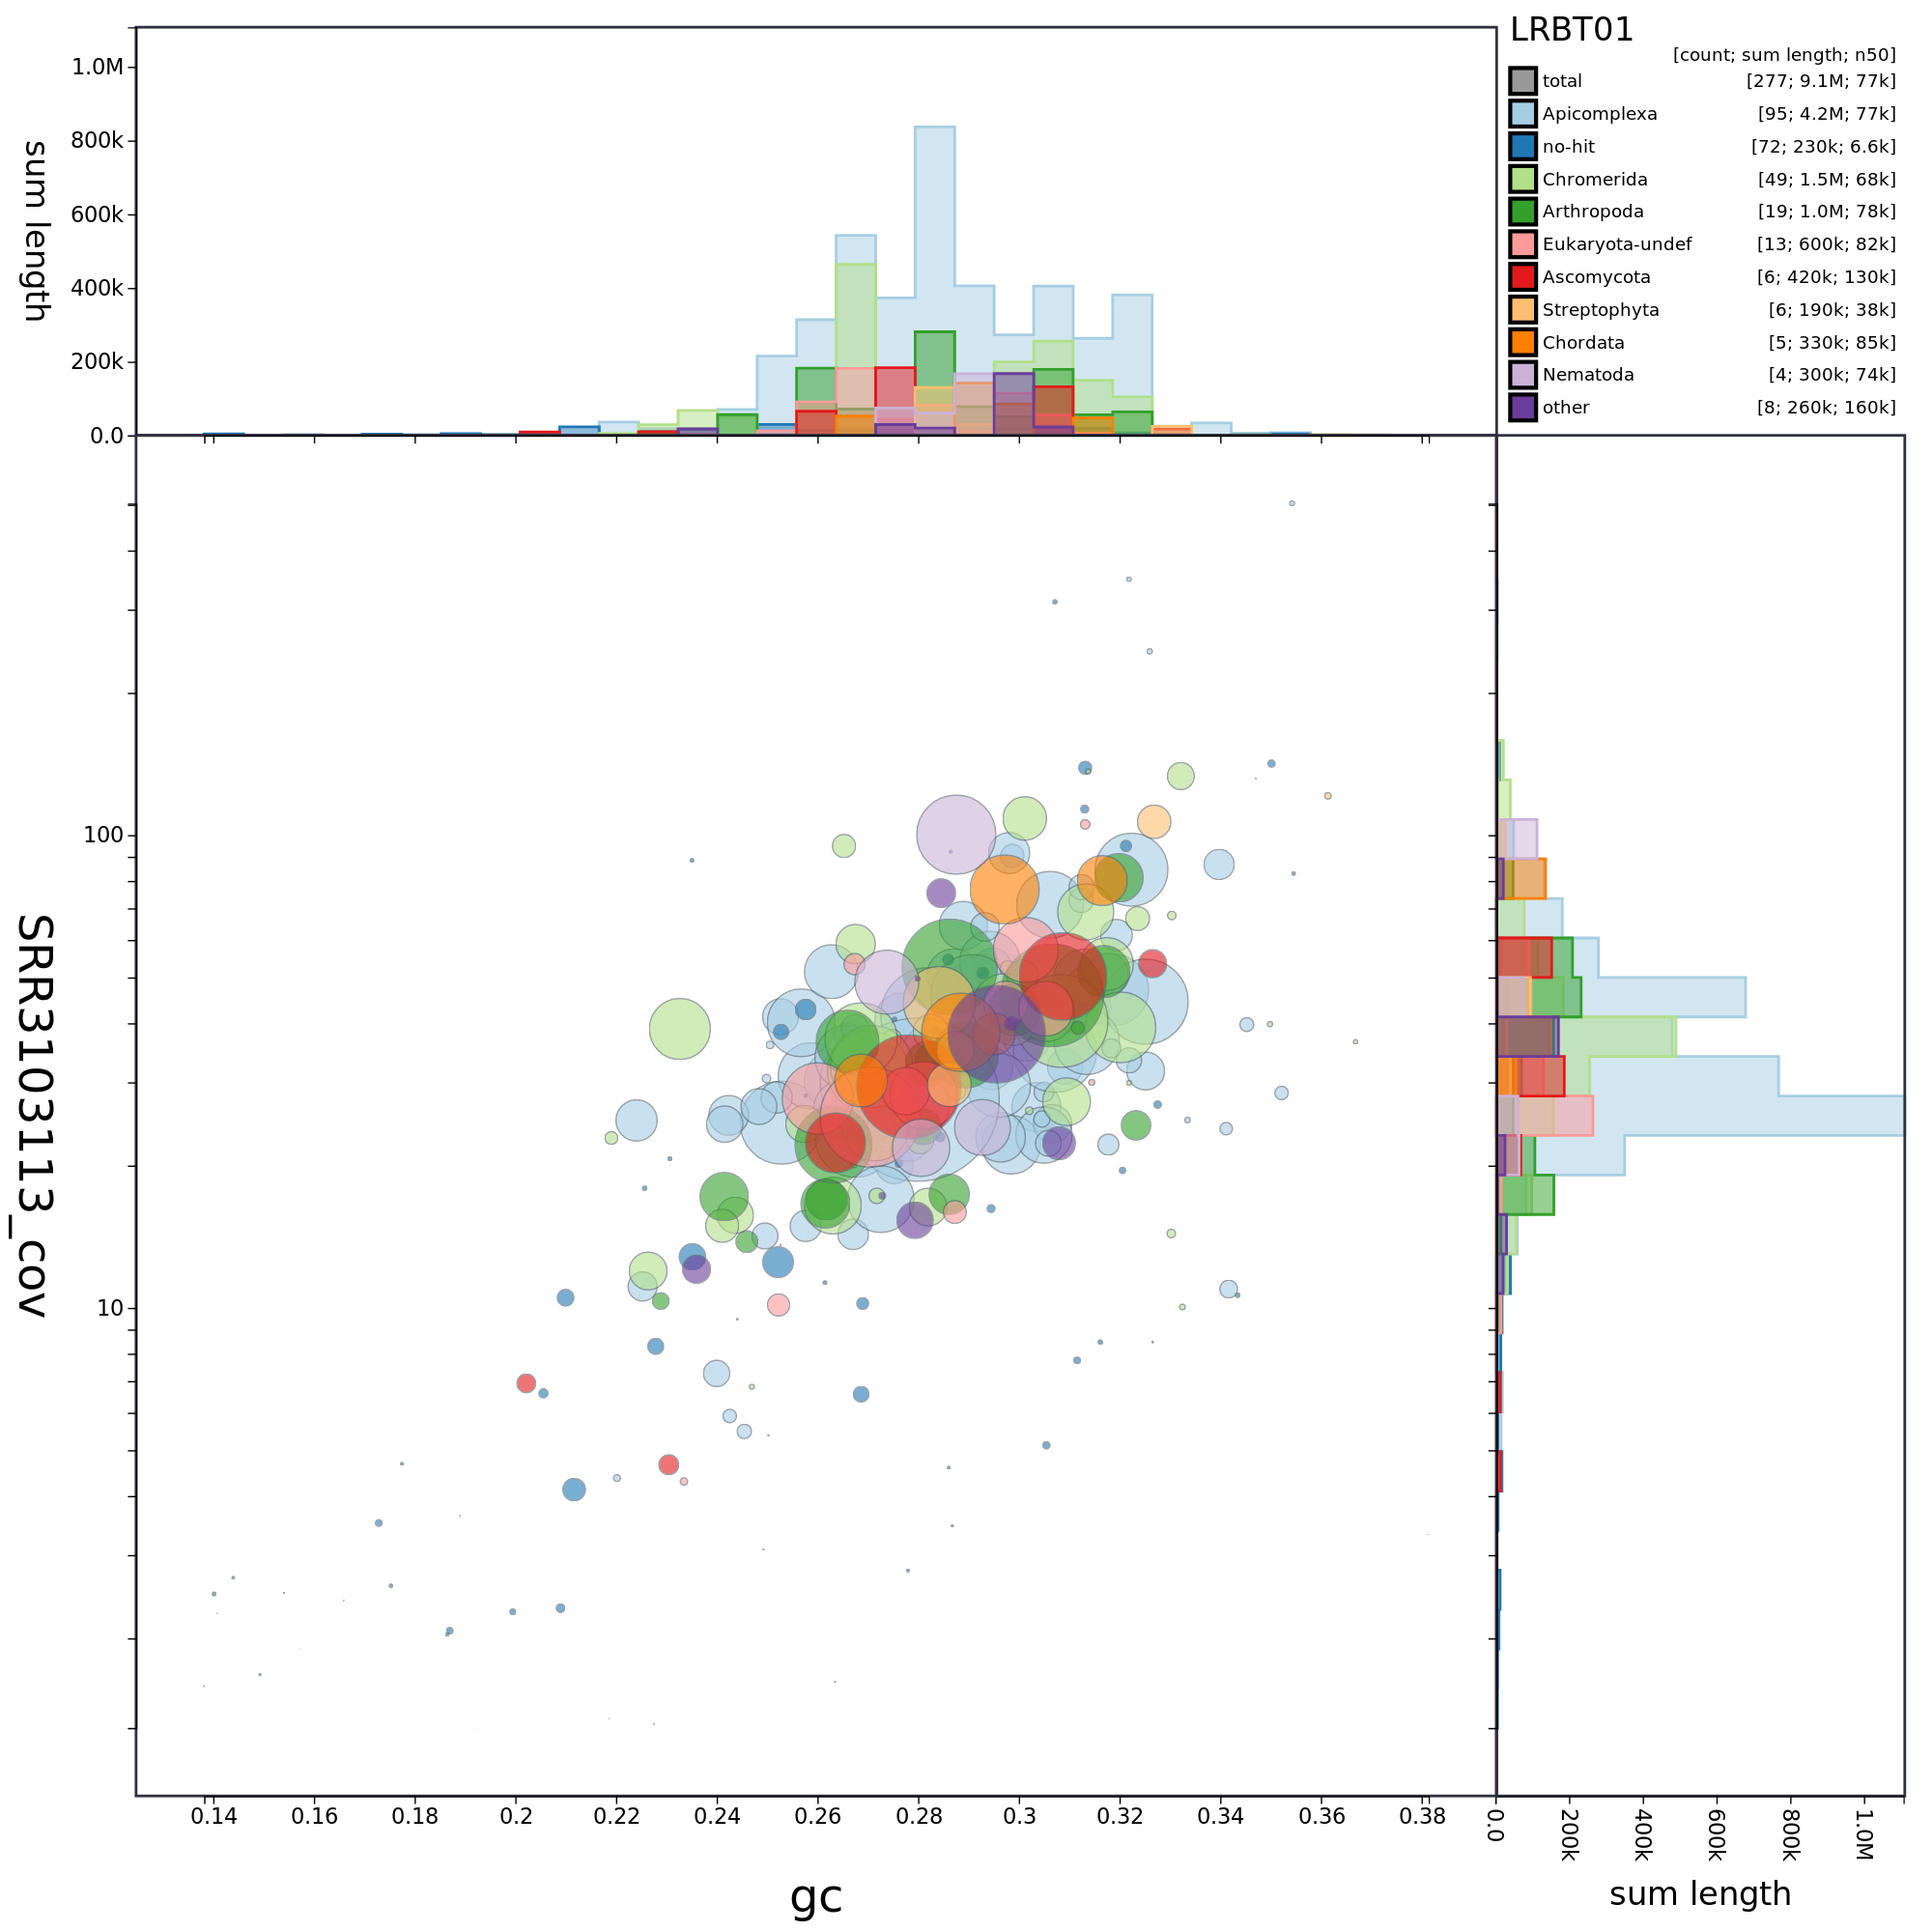 LRBT01
[count; sum length; n50]
total [277; 9.1M; 77k]
Apicomplexa [95; 4.2M; 77k]
no-hit [72; 230k; 6.6k]
Chromerida [49; 1.5M; 68k]
Arthropoda [19; 1.0M; 78k]
Eukaryota-undef [13; 600k; 82k]
Ascomycota [6; 420k; 130k]
Streptophyta [6; 190k; 38k]
Chordata [5; 330k; 85k]
Nematoda [4; 300k; 74k]
other [8; 260k; 160k]
sum length
1.0M
800k
600k
400k
200k
0.0
SRR3103113_cov
100
10
0.14 0.16 0.18 0.2 0.22 0.24 0.26 0.28 0.3 0.32 0.34 0.36 0.38
gc
0.0 200k 400k 600k 800k 1.0M
sum length